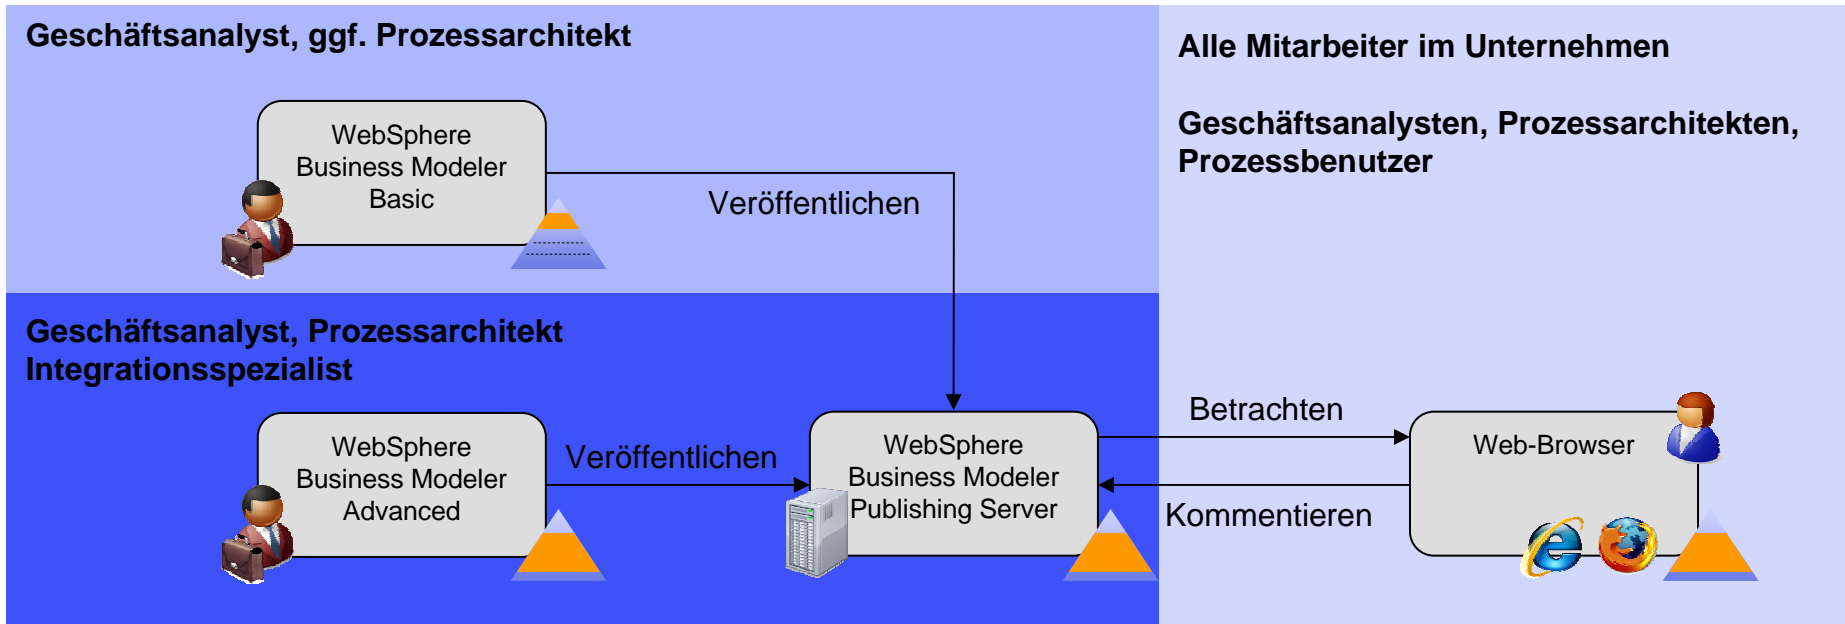 Geschäftsanalyst, ggf. Prozessarchitekt
WebSphere
Business Modeler
Basic
Veröffentlichen
Geschäftsanalyst, Prozessarchitekt
Integrationsspezialist
WebSphere
Business Modeler
Advanced
Veröffentlichen
WebSphere
Business Modeler
Publishing Server
Alle Mitarbeiter im Unternehmen
Geschäftsanalysten, Prozessarchitekten,
Prozessbenutzer
Betrachten
Kommentieren
Web-Browser